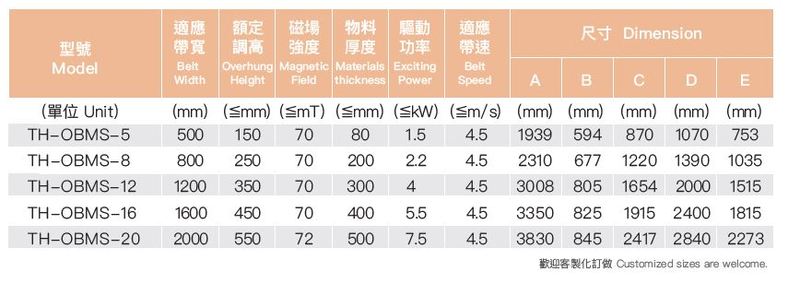 型號 Model 適應帶寬 Belt Width 額定調高 Overhung Height 磁場強度 Magnetic Field 物料厚度 Materials thickness 驅動功率 Exciting Power 適應帶速 Belt Speed 尺寸 Dimension
A B C D E
(單位 Unit) (mm) (≦mm) (≦mT) (≦mm) (≦kW) (≦m/s) (mm) (mm) (mm) (mm) (mm)
TH-OBMS-5 500 150 70 80 1.5 4.5 1939 594 870 1070 753
TH-OBMS-8 800 250 70 200 2.2 4.5 2310 677 1220 1390 1035
TH-OBMS-12 1200 350 70 300 4 4.5 3008 805 1654 2000 1515
TH-OBMS-16 1600 450 70 400 5.5 4.5 3350 825 1915 2400 1815
TH-OBMS-20 2000 550 72 500 7.5 4.5 3830 845 2417 2840 2273
歡迎客製化訂做 Customized sizes are welcome.